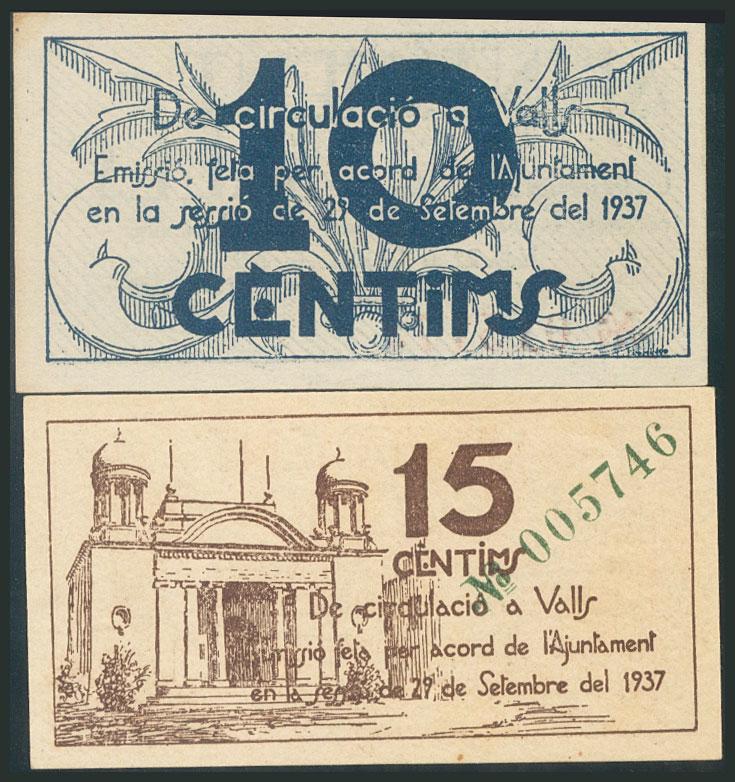 10
De circulació a Valls
Emissió, feta per acord de l'Ajuntament
en la sessió de 29 de Setembre del 1937
CÈNTIMS
15
CÈNTIMS
Nº 005746
De circulació a Valls
Emissió feta per acord de l'Ajuntament
en la sessió de 29 de Setembre del 1937